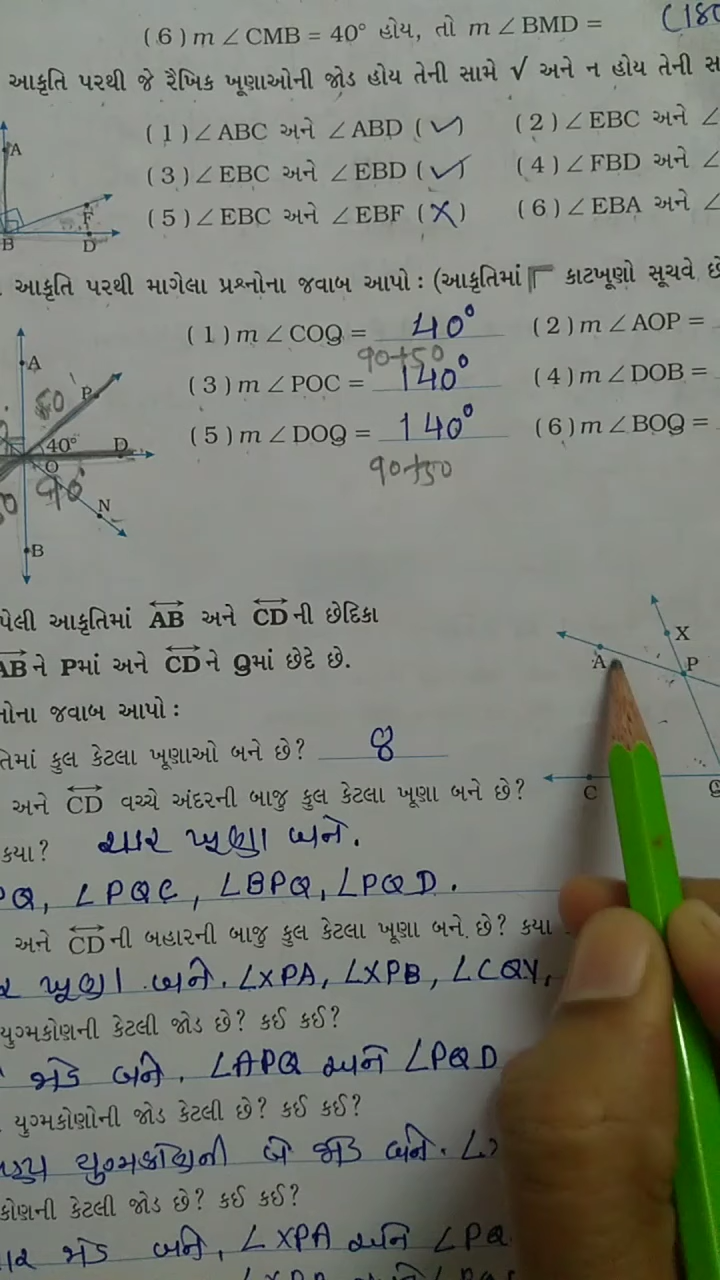 (6) m ∠CMB = 40° હોય, તો m ∠BMD = (180
આકૃતિ પરથી જે રૈખિક ખૂણાઓની જોડ હોય તેની સામે √ અને ન હોય તેની સ
(1) ∠ABC અને ∠ABD (✓) (2) ∠EBC અને ∠
(3) ∠EBC અને ∠EBD (✓) (4) ∠FBD અને ∠
(5) ∠EBC અને ∠EBF (X) (6) ∠EBA અને ∠
A
F
B
D
આકૃતિ પરથી માગેલા પ્રશ્નોના જવાબ આપો : (આકૃતિમાં Γ કાટખૂણો સૂચવે છે
(1) m ∠COQ = 40° (2) m ∠AOP =
90+50
(3) m ∠POC = 140° (4) m ∠DOB =
(5) m ∠DOQ = 140° (6) m ∠BOQ =
90+50
A
50
P
40°
D
O
90°
N
B
પેલી આકૃતિમાં AB અને CD ની છેદિકા
AB ને Pમાં અને CD ને Qમાં છેદે છે.
નોના જવાબ આપો :
તિમાં કુલ કેટલા ખૂણાઓ બને છે? 8
અને CD વચ્ચે અંદરની બાજુ કુલ કેટલા ખૂણા બને છે?
કયા? ચાર ખૂણા બને.
PQ, ∠PQC, ∠BPQ, ∠PQD.
અને CD ની બહારની બાજુ કુલ કેટલા ખૂણા બને છે? કયા
ર ખૂણા બને. ∠XPA, ∠XPB, ∠CQY,
યુગ્મકોણની કેટલી જોડ છે? કઈ કઈ?
જોડ બને. ∠APQ અને ∠PQD
યુગ્મકોણોની જોડ કેટલી છે? કઈ કઈ?
યુગ્મકોણની બે જોડ બને.
કોણની કેટલી જોડ છે? કઈ કઈ?
ચાર જોડ બને, ∠XPA અને ∠PQ
X
A
P
C